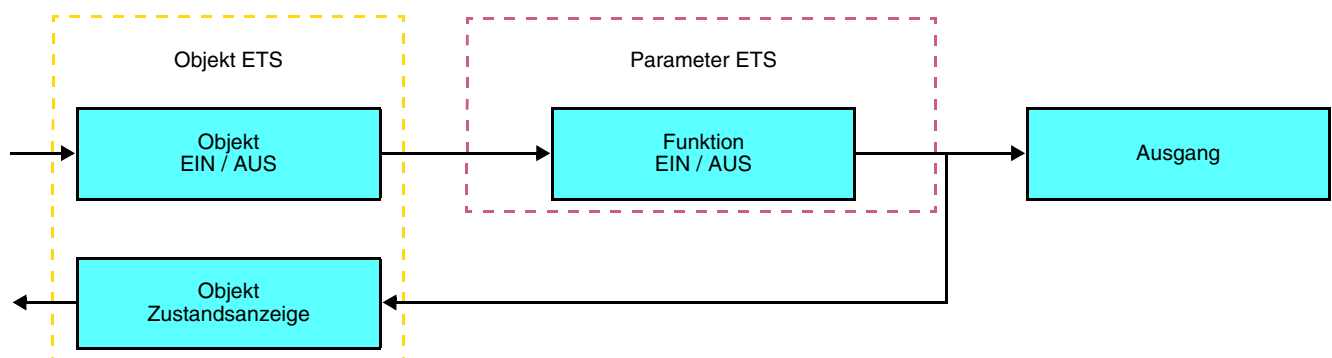 Objekt ETS
Parameter ETS
Objekt
EIN / AUS
Funktion
EIN / AUS
Ausgang
Objekt
Zustandsanzeige